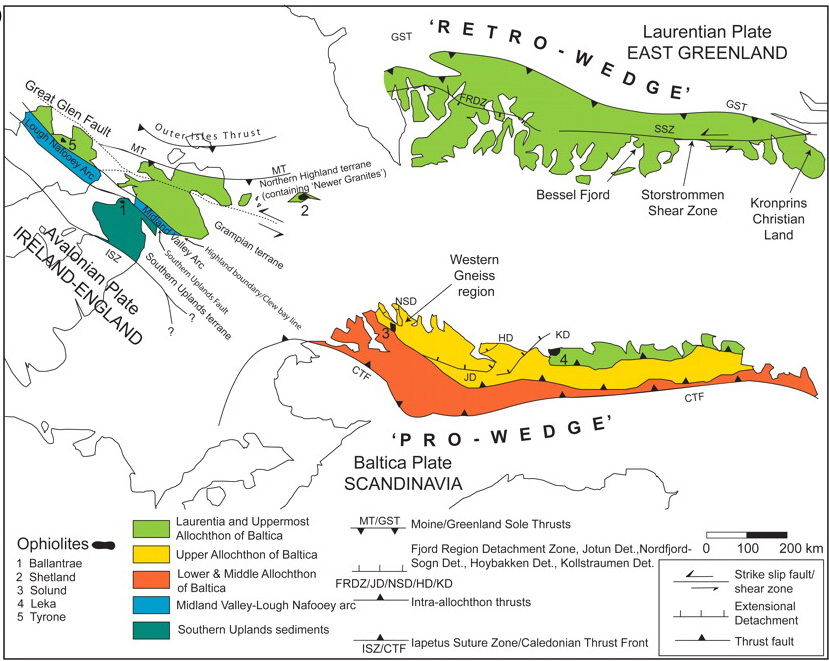 )
'RETRO-WEDGE'
Laurentian Plate
EAST GREENLAND
GST
GST
FRDZ
SSZ
Bessel Fjord
Storstrommen
Shear Zone
Kronprins
Christian
Land
Great Glen Fault
Lough Nafooey Arc
5
Outer Isles Thrust
MT
MT
Northern Highland terrane
(containing 'Newer Granites')
2
1
Midland Valley Arc
Grampian terrane
Highland boundary/Clew bay line
Southern Uplands Fault
Southern Uplands terrane
ISZ
Avalonian Plate
IRELAND-ENGLAND
?
?
Western
Gneiss
region
NSD
3
HD
KD
4
JD
CTF
CTF
'PRO-WEDGE'
Baltica Plate
SCANDINAVIA
Ophiolites
1 Ballantrae
2 Shetland
3 Solund
4 Leka
5 Tyrone
Laurentia and Uppermost
Allochthon of Baltica
Upper Allochthon of Baltica
Lower & Middle Allochthon
of Baltica
Midland Valley-Lough Nafooey arc
Southern Uplands sediments
MT/GST
Moine/Greenland Sole Thrusts
Fjord Region Detachment Zone, Jotun Det.,Nordfjord-
Sogn Det., Hoybakken Det., Kollstraumen Det.
FRDZ/JD/NSD/HD/KD
Intra-allochthon thrusts
Iapetus Suture Zone/Caledonian Thrust Front
ISZ/CTF
0 100 200 km
Strike slip fault/
shear zone
Extensional
Detachment
Thrust fault